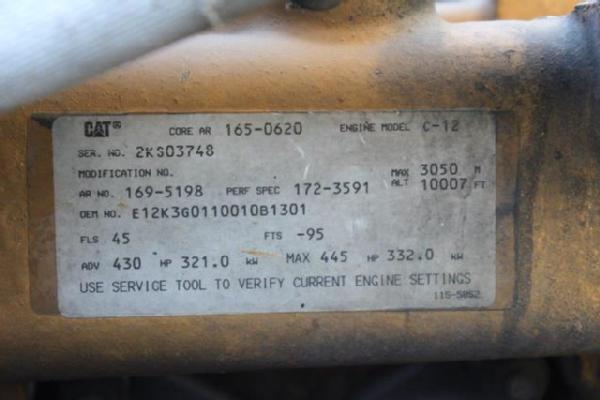 CAT® CORE AR 165-0620 ENGINE MODEL C-12
SER. NO. 2KS03748
MODIFICATION NO.
MAX 3050 M
AR NO. 169-5198 PERF SPEC 172-3591 ALT 10007 FT
OEM NO. E12K3G0110010B1301
FLS 45 FTS -95
ADV 430 HP 321.0 kW MAX 445 HP 332.0 kW
USE SERVICE TOOL TO VERIFY CURRENT ENGINE SETTINGS
115-5852